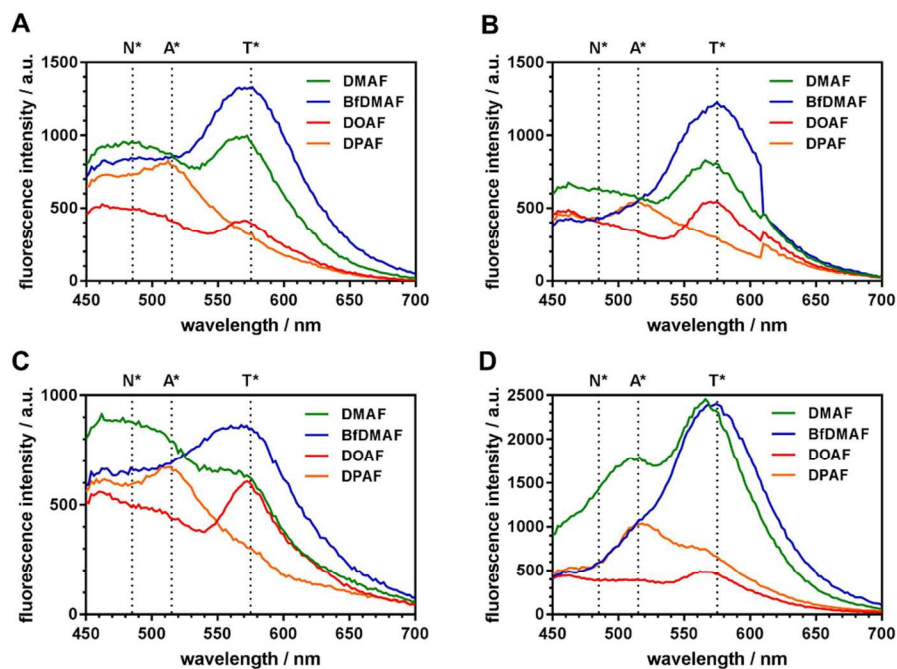 A
N* A* T*
fluorescence intensity / a.u.
1500
1000
500
0
DMAF
BfDMAF
DOAF
DPAF
450 500 550 600 650 700
wavelength / nm
B
N* A* T*
fluorescence intensity / a.u.
1500
1000
500
0
DMAF
BfDMAF
DOAF
DPAF
450 500 550 600 650 700
wavelength / nm
C
N* A* T*
fluorescence intensity / a.u.
1000
500
0
DMAF
BfDMAF
DOAF
DPAF
450 500 550 600 650 700
wavelength / nm
D
N* A* T*
fluorescence intensity / a.u.
2500
2000
1500
1000
500
0
DMAF
BfDMAF
DOAF
DPAF
450 500 550 600 650 700
wavelength / nm